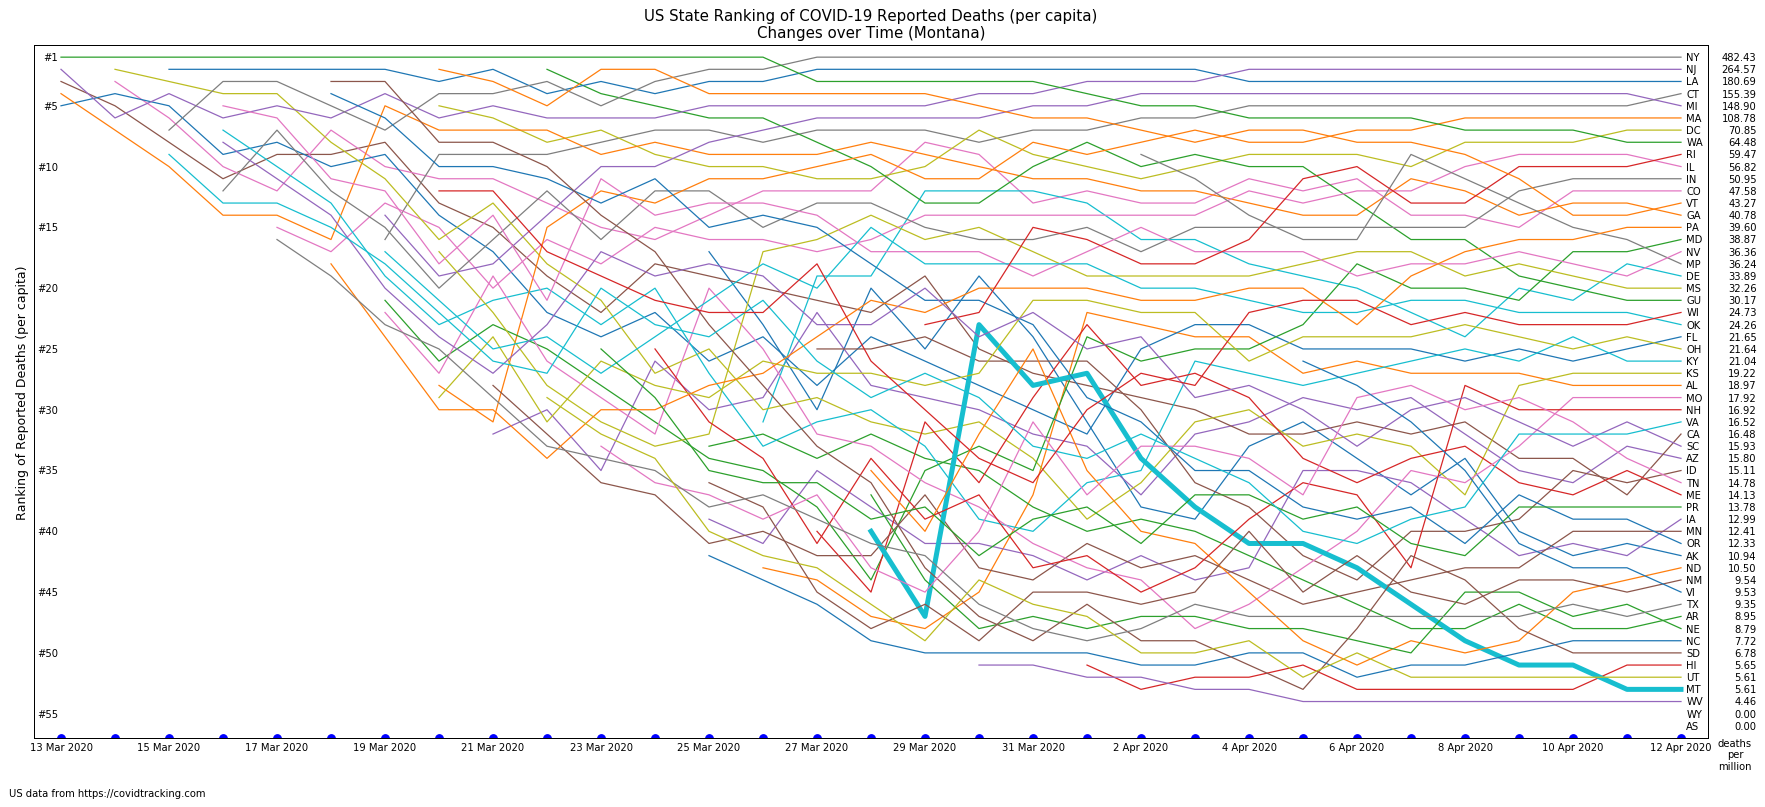 US State Ranking of COVID-19 Reported Deaths (per capita)
Changes over Time (Montana)
Ranking of Reported Deaths (per capita)
#1
#5
#10
#15
#20
#25
#30
#35
#40
#45
#50
#55
NY 482.43
NJ 264.57
LA 180.69
CT 155.39
MI 148.90
MA 108.78
DC 70.85
WA 64.48
RI 59.47
IL 56.82
IN 50.95
CO 47.58
VT 43.27
GA 40.78
PA 39.60
MD 38.87
NV 36.36
MP 36.24
DE 33.89
MS 32.26
GU 30.17
WI 24.73
OK 24.26
FL 21.65
OH 21.64
KY 21.04
KS 19.22
AL 18.97
MO 17.92
NH 16.92
VA 16.52
CA 16.48
SC 15.93
AZ 15.80
ID 15.11
TN 14.78
ME 14.13
PR 13.78
IA 12.99
MN 12.41
OR 12.33
AK 10.94
ND 10.50
NM 9.54
VI 9.53
TX 9.35
AR 8.95
NE 8.79
NC 7.72
SD 6.78
HI 5.65
UT 5.61
MT 5.61
WV 4.46
WY 0.00
AS 0.00
13 Mar 2020 15 Mar 2020 17 Mar 2020 19 Mar 2020 21 Mar 2020 23 Mar 2020 25 Mar 2020 27 Mar 2020 29 Mar 2020 31 Mar 2020 2 Apr 2020 4 Apr 2020 6 Apr 2020 8 Apr 2020 10 Apr 2020 12 Apr 2020
deaths
per
million
US data from https://covidtracking.com